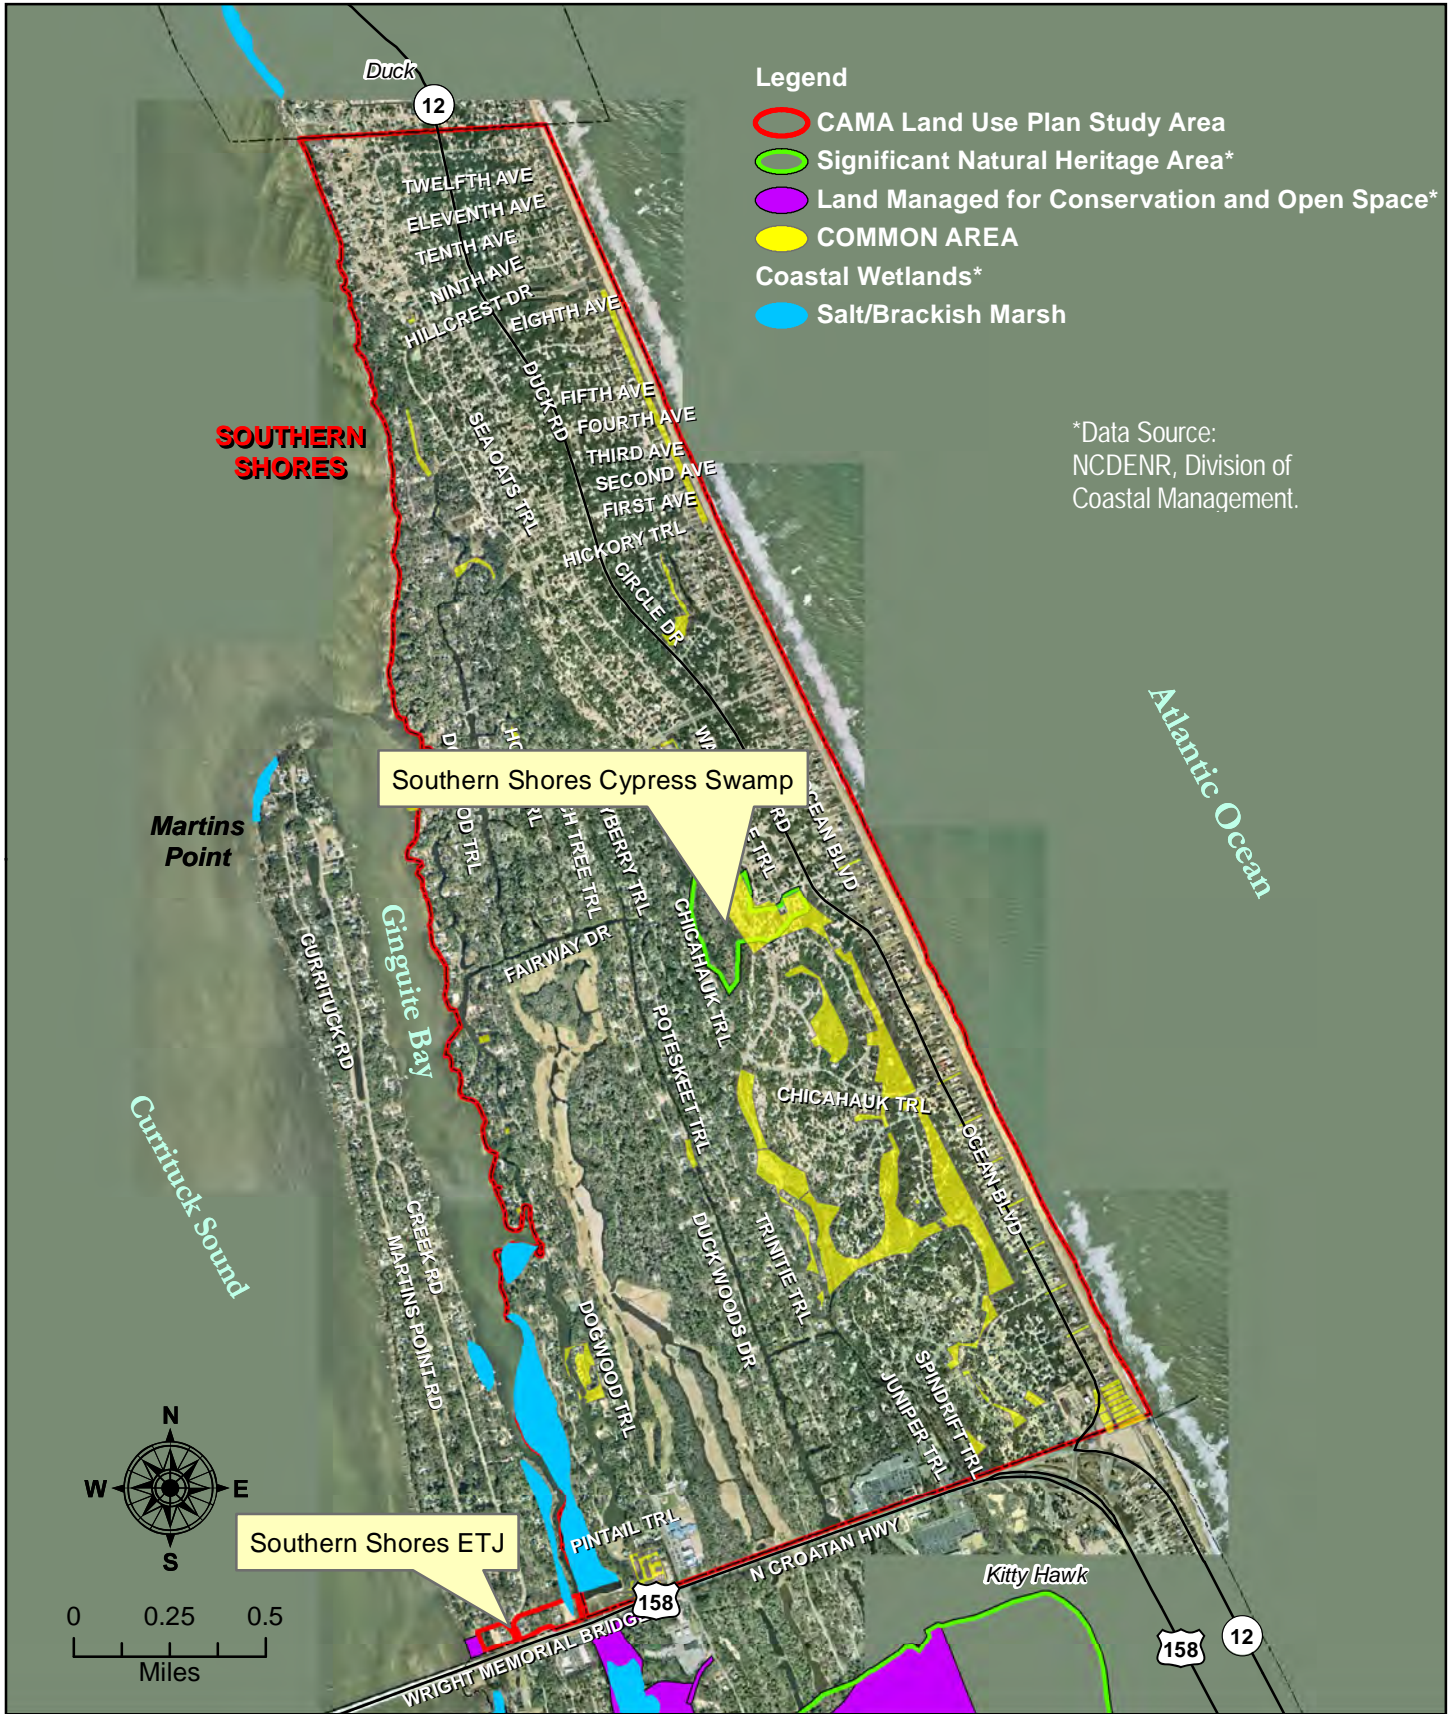 Duck
12
Legend
CAMA Land Use Plan Study Area
Significant Natural Heritage Area*
Land Managed for Conservation and Open Space*
COMMON AREA
Coastal Wetlands*
Salt/Brackish Marsh
*Data Source:
NCDENR, Division of
Coastal Management.
TWELFTH AVE
ELEVENTH AVE
TENTH AVE
NINTH AVE
HILLCREST DR
EIGHTH AVE
DUCK RD
FIFTH AVE
FOURTH AVE
SEA OATS TRL
THIRD AVE
SECOND AVE
FIRST AVE
HICKORY TRL
CIRCLE DR
SOUTHERN
SHORES
Atlantic Ocean
Southern Shores Cypress Swamp
Martins
Point
OCEAN BLVD
FAIRWAY DR
CHICAHAUK TRL
Ginguite Bay
CURRITUCK RD
POTESKEET TRL
CHICAHAUK TRL
Currituck Sound
OCEAN BLVD
CREEK RD
MARTINS POINT RD
DUCK WOODS DR
TRINITIE TRL
DOGWOOD TRL
SPINDRIFT TRL
JUNIPER TRL
N
W
E
S
Southern Shores ETJ
PINTAIL TRL
N CROATAN HWY
158
Kitty Hawk
WRIGHT MEMORIAL BRIDGE
158
12
0 0.25 0.5
Miles